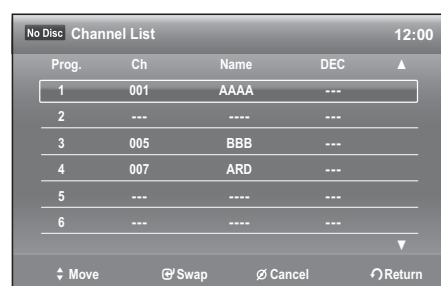 No Disc Channel List 12:00
Prog. Ch Name DEC ▲
1 001 AAAA ---
2 --- ---- ---
3 005 BBB ---
4 007 ARD ---
5 --- ---- ---
6 --- ---- ---
▼
Move Swap Cancel Return